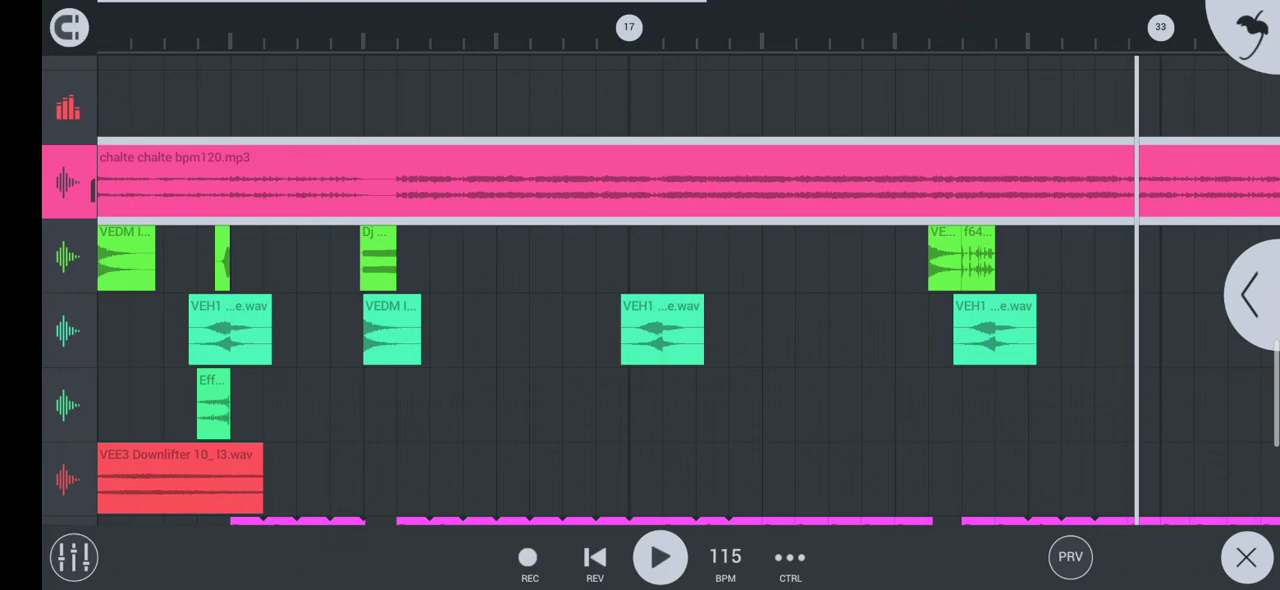 17
33
chalte chalte bpm120.mp3
VEDM I...
Dj ...
VE...
f64...
VEH1 ...e.wav
VEDM I...
VEH1 ...e.wav
VEH1 ...e.wav
Eff...
VEE3 Downlifter 10_ l3.wav
115
PRV
REC
REV
BPM
CTRL